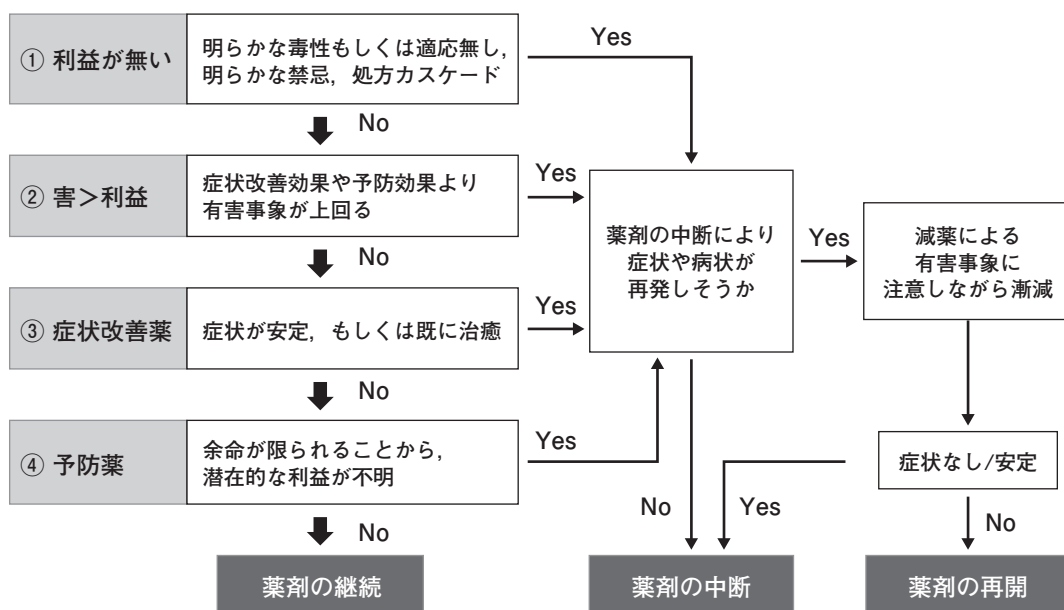 ① 利益が無い
明らかな毒性もしくは適応無し，
明らかな禁忌，処方カスケード
Yes
No
② 害＞利益
症状改善効果や予防効果より
有害事象が上回る
Yes
No
③ 症状改善薬
症状が安定，もしくは既に治癒
Yes
No
④ 予防薬
余命が限られることから，
潜在的な利益が不明
Yes
No
薬剤の継続
薬剤の中断により
症状や病状が
再発しそうか
Yes
No
減薬による
有害事象に
注意しながら漸減
症状なし/安定
Yes
No
薬剤の中断
薬剤の再開